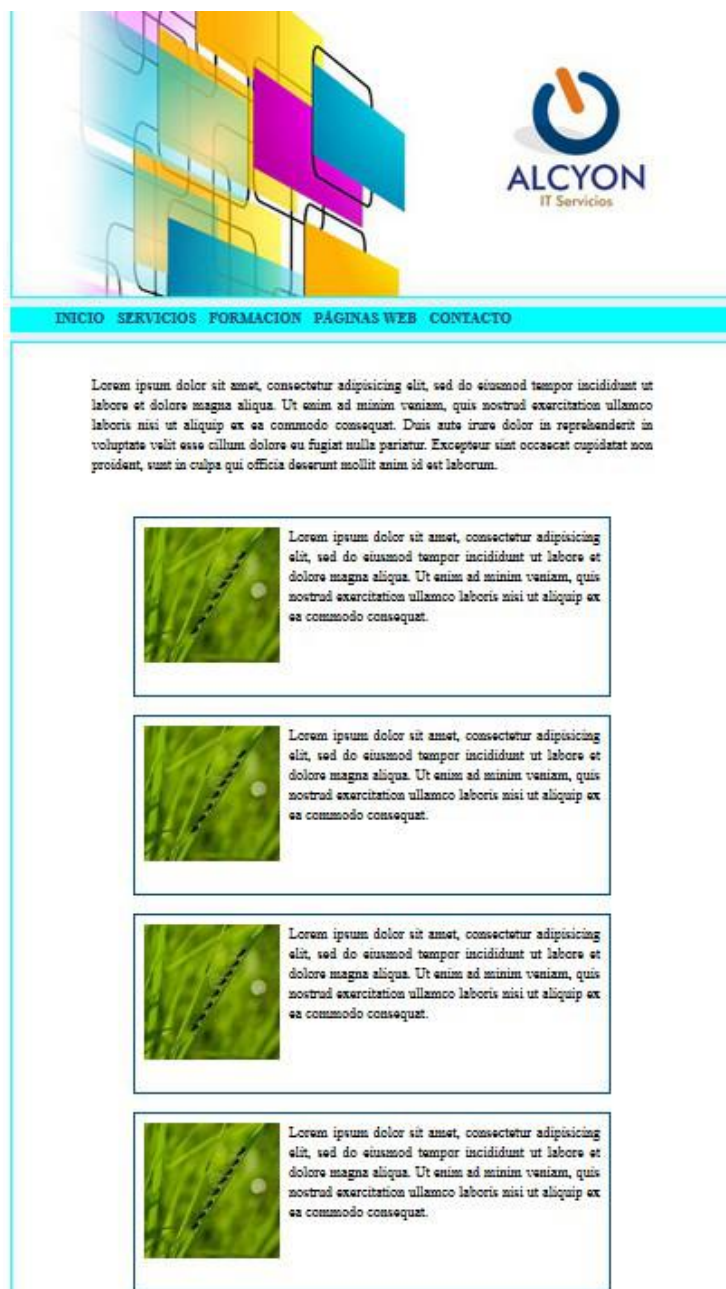 ALCYON
IT Servicios
INICIO SERVICIOS FORMACION PÁGINAS WEB CONTACTO
Lorem ipsum dolor sit amet, consectetur adipisicing elit, sed do eiusmod tempor incididunt ut
labore et dolore magna aliqua. Ut enim ad minim veniam, quis nostrud exercitation ullamco
laboris nisi ut aliquip ex ea commodo consequat. Duis aute irure dolor in reprehenderit in
voluptate velit esse cillum dolore eu fugiat nulla pariatur. Excepteur sint occaecat cupidatat non
proident, sunt in culpa qui officia deserunt mollit anim id est laborum.
Lorem ipsum dolor sit amet, consectetur adipisicing
elit, sed do eiusmod tempor incididunt ut labore et
dolore magna aliqua. Ut enim ad minim veniam, quis
nostrud exercitation ullamco laboris nisi ut aliquip ex
ea commodo consequat.
Lorem ipsum dolor sit amet, consectetur adipisicing
elit, sed do eiusmod tempor incididunt ut labore et
dolore magna aliqua. Ut enim ad minim veniam, quis
nostrud exercitation ullamco laboris nisi ut aliquip ex
ea commodo consequat.
Lorem ipsum dolor sit amet, consectetur adipisicing
elit, sed do eiusmod tempor incididunt ut labore et
dolore magna aliqua. Ut enim ad minim veniam, quis
nostrud exercitation ullamco laboris nisi ut aliquip ex
ea commodo consequat.
Lorem ipsum dolor sit amet, consectetur adipisicing
elit, sed do eiusmod tempor incididunt ut labore et
dolore magna aliqua. Ut enim ad minim veniam, quis
nostrud exercitation ullamco laboris nisi ut aliquip ex
ea commodo consequat.